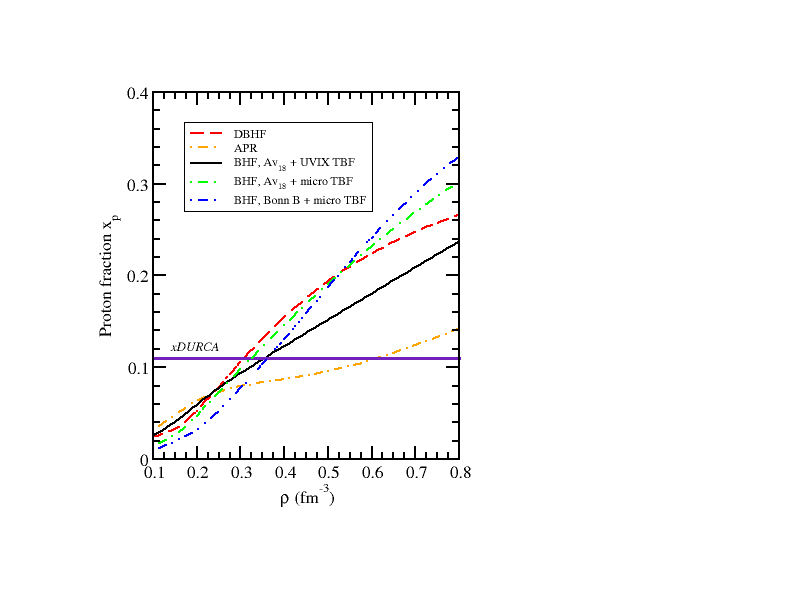 0.4
DBHF
APR
BHF, Av18 + UVIX TBF
BHF, Av18 + micro TBF
BHF, Bonn B + micro TBF
0.3
Proton fraction xp
0.2
xDURCA
0.1
0
0.1 0.2 0.3 0.4 0.5 0.6 0.7 0.8
ρ (fm-3)